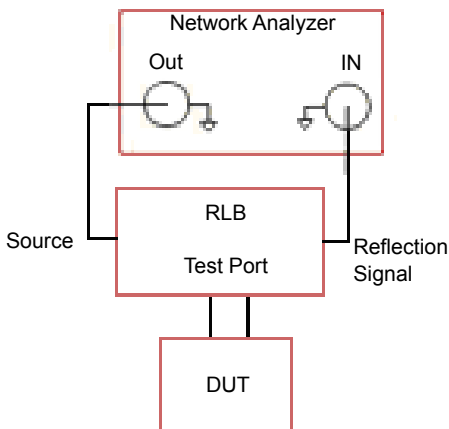 Network Analyzer
Out
IN
RLB
Source
Test Port
Reflection
Signal
DUT